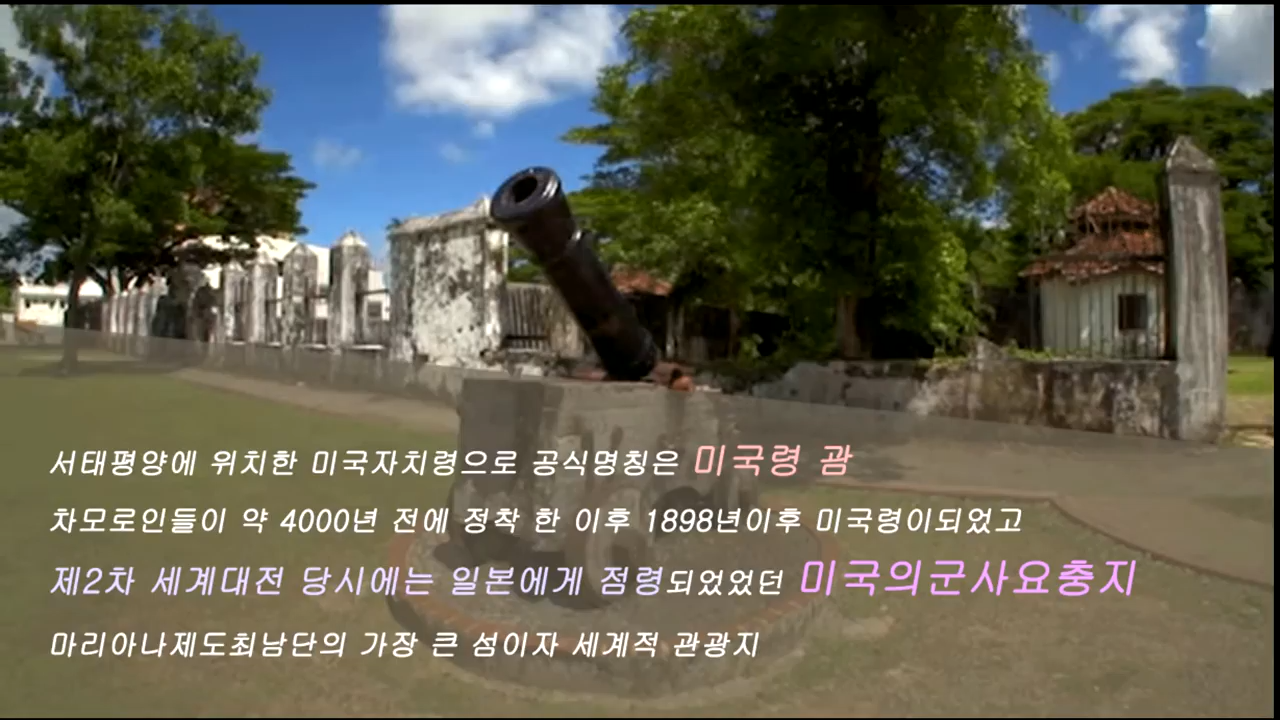 서태평양에 위치한 미국자치령으로 공식명칭은 미국령 괌
차모로인들이 약 4000년 전에 정착 한 이후 1898년이후 미국령이되었고
제2차 세계대전 당시에는 일본에게 점령되었었던 미국의군사요충지
마리아나제도최남단의 가장 큰 섬이자 세계적 관광지